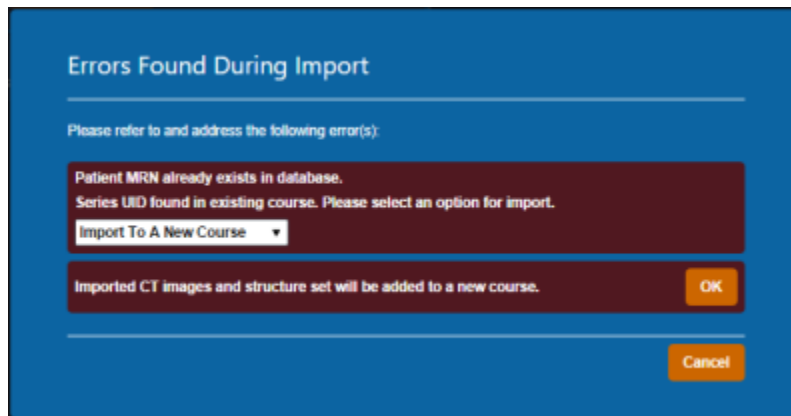 Errors Found During Import
Please refer to and address the following error(s):
Patient MRN already exists in database.
Series UID found in existing course. Please select an option for import.
Import To A New Course
Imported CT images and structure set will be added to a new course.
OK
Cancel